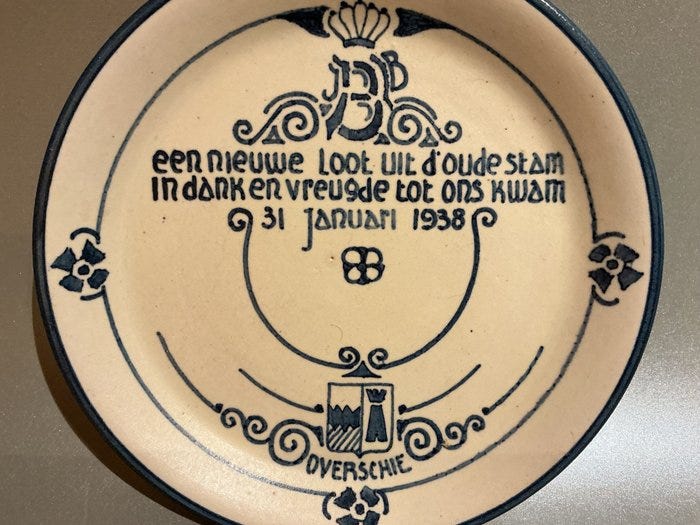 een nieuwe loot uit d'oude stam
in dank en vreugde tot ons kwam
31 januari 1938
OVERSCHIE